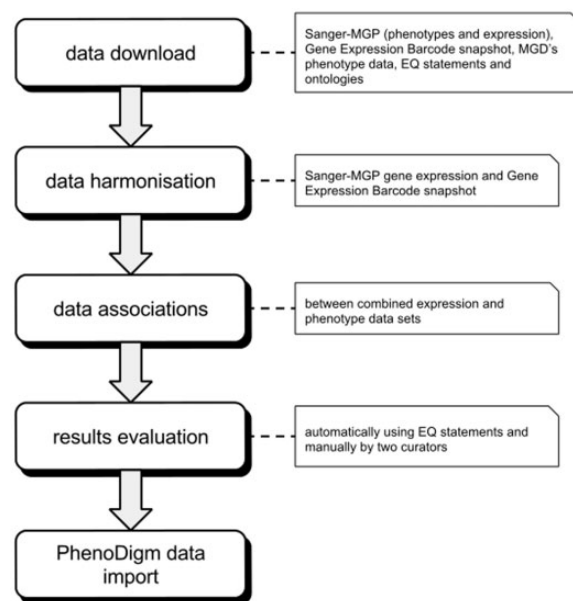 data download
Sanger-MGP (phenotypes and expression),
Gene Expression Barcode snapshot, MGD's
phenotype data, EQ statements and
ontologies
data harmonisation
Sanger-MGP gene expression and Gene
Expression Barcode snapshot
data associations
between combined expression and
phenotype data sets
results evaluation
automatically using EQ statements and
manually by two curators
PhenoDigm data
import